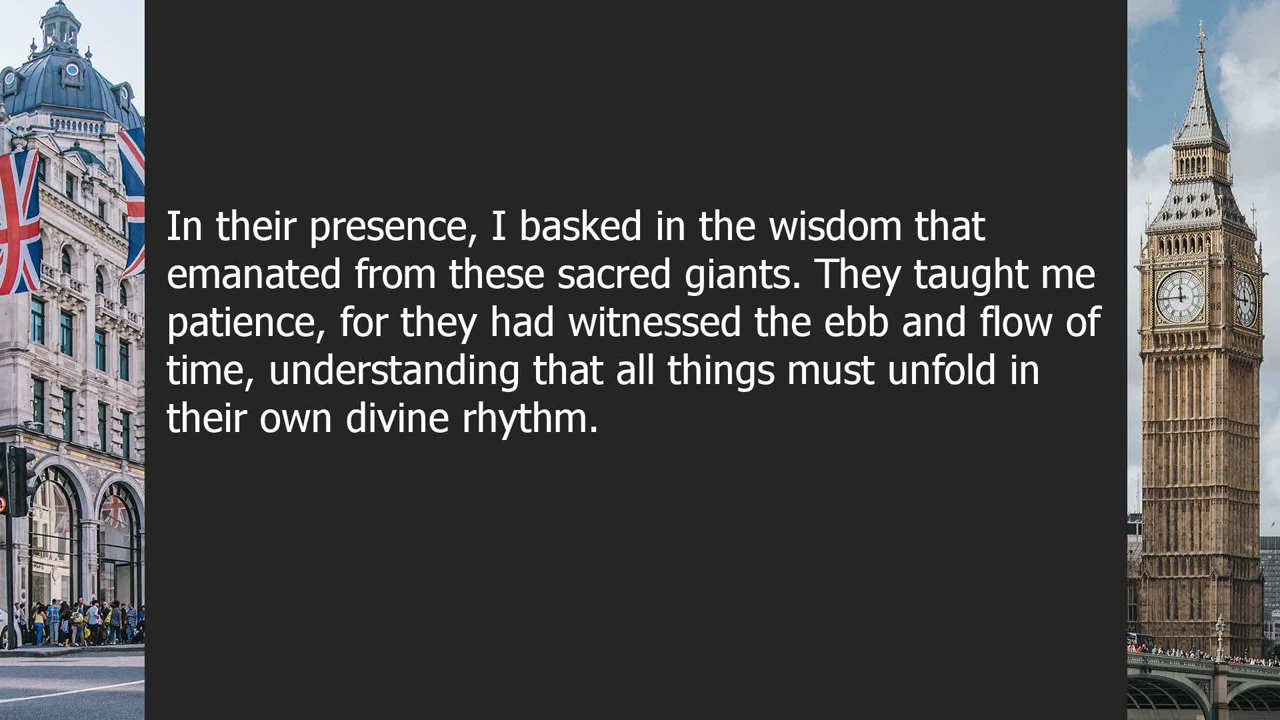 In their presence, I basked in the wisdom that
emanated from these sacred giants. They taught me
patience, for they had witnessed the ebb and flow of
time, understanding that all things must unfold in
their own divine rhythm.